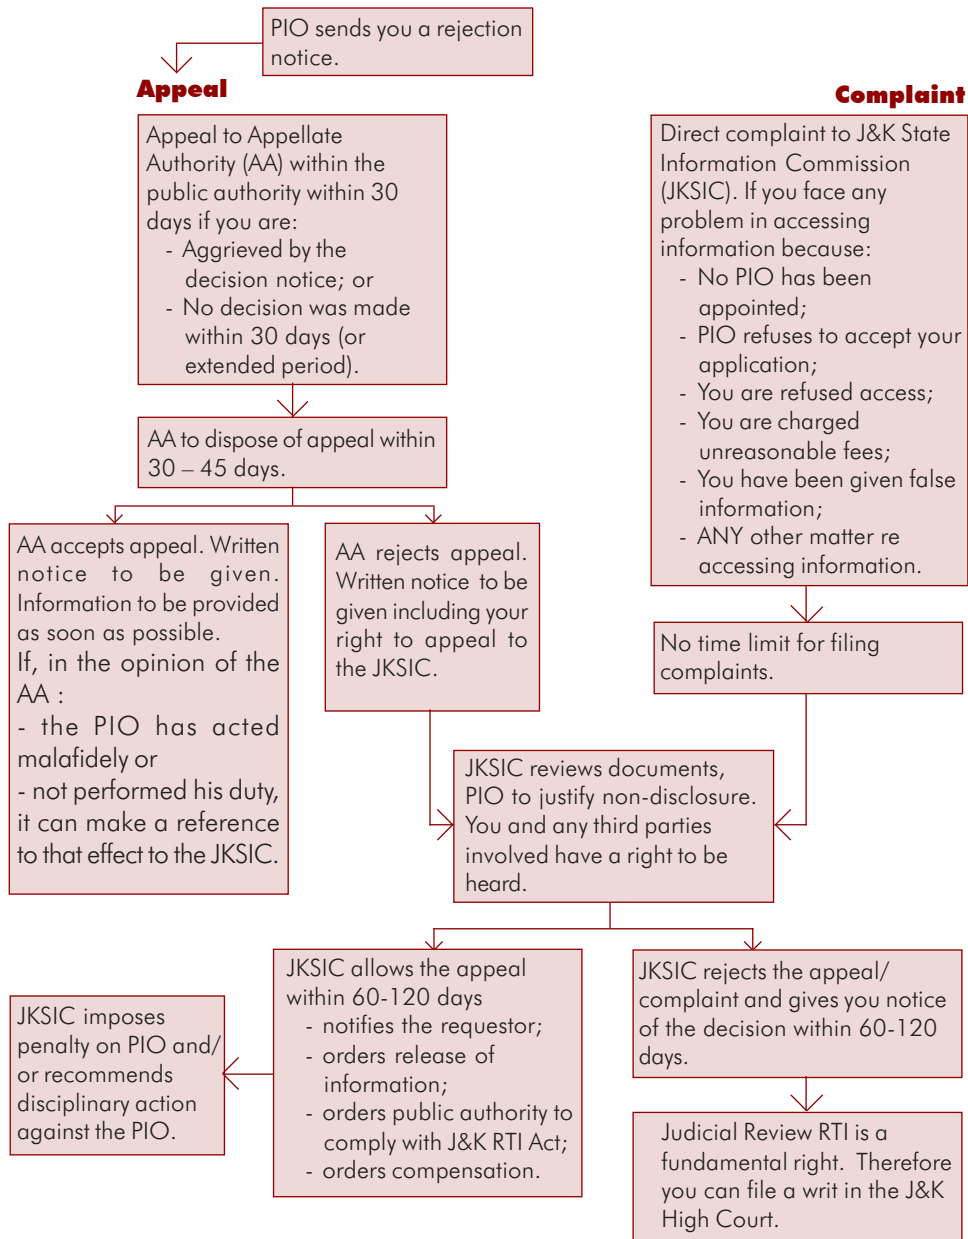 PIO sends you a rejection
notice.
Appeal
Appeal to Appellate
Authority (AA) within the
public authority within 30
days if you are:
- Aggrieved by the
decision notice; or
- No decision was made
within 30 days (or
extended period).
AA to dispose of appeal within
30 – 45 days.
AA accepts appeal. Written
notice to be given.
Information to be provided
as soon as possible.
If, in the opinion of the
AA :
- the PIO has acted
malafidely or
- not performed his duty,
it can make a reference
to that effect to the JKSIC.
AA rejects appeal.
Written notice to be
given including your
right to appeal to
the JKSIC.
Complaint
Direct complaint to J&K State
Information Commission
(JKSIC). If you face any
problem in accessing
information because:
- No PIO has been
appointed;
- PIO refuses to accept your
application;
- You are refused access;
- You are charged
unreasonable fees;
- You have been given false
information;
- ANY other matter re
accessing information.
No time limit for filing
complaints.
JKSIC reviews documents,
PIO to justify non-disclosure.
You and any third parties
involved have a right to be
heard.
JKSIC allows the appeal
within 60-120 days
- notifies the requestor;
- orders release of
information;
- orders public authority to
comply with J&K RTI Act;
- orders compensation.
JKSIC imposes
penalty on PIO and/
or recommends
disciplinary action
against the PIO.
JKSIC rejects the appeal/
complaint and gives you notice
of the decision within 60-120
days.
Judicial Review RTI is a
fundamental right. Therefore
you can file a writ in the J&K
High Court.